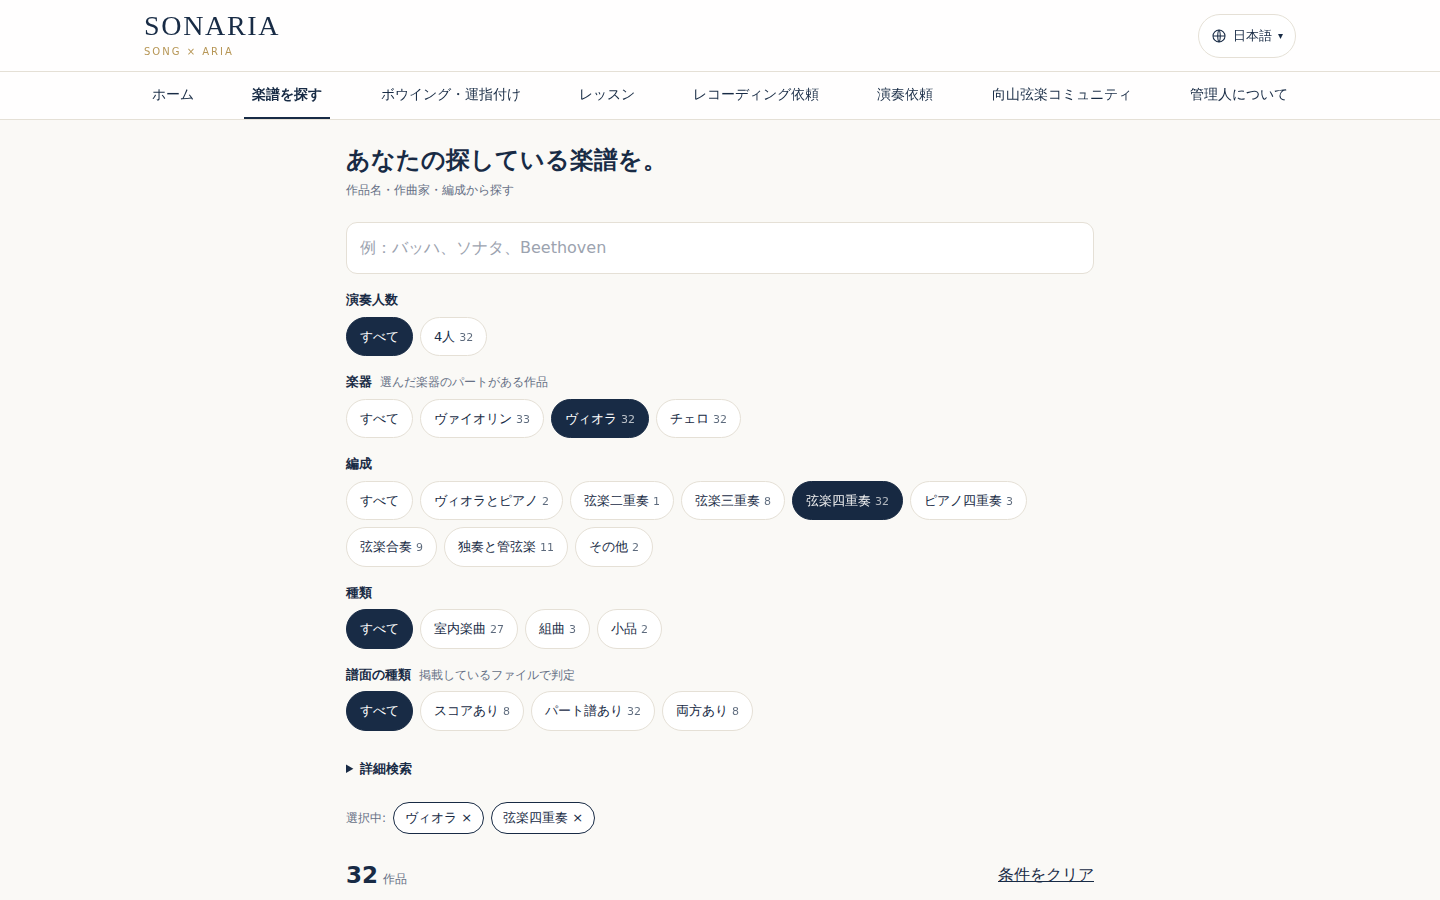 SONARIA
SONG × ARIA
日本語 ▾
ホーム 楽譜を探す ボウイング・運指付け レッスン レコーディング依頼 演奏依頼 向山弦楽コミュニティ 管理人について
あなたの探している楽譜を。
作品名・作曲家・編成から探す
例：バッハ、ソナタ、Beethoven
演奏人数
すべて 4人 32
楽器 選んだ楽器のパートがある作品
すべて ヴァイオリン 33 ヴィオラ 32 チェロ 32
編成
すべて ヴィオラとピアノ 2 弦楽二重奏 1 弦楽三重奏 8 弦楽四重奏 32 ピアノ四重奏 3
弦楽合奏 9 独奏と管弦楽 11 その他 2
種類
すべて 室内楽曲 27 組曲 3 小品 2
譜面の種類 掲載しているファイルで判定
すべて スコアあり 8 パート譜あり 32 両方あり 8
▶ 詳細検索
選択中: ヴィオラ × 弦楽四重奏 ×
32 作品 条件をクリア